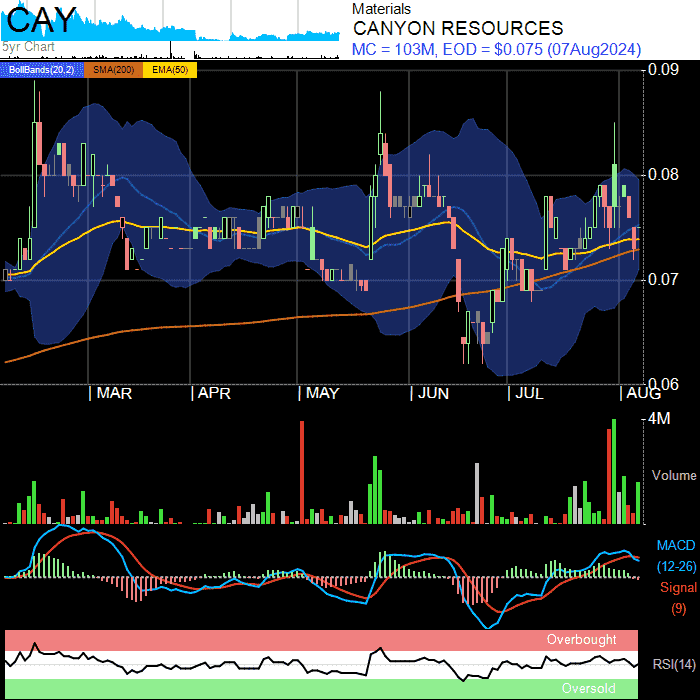 CAY
5yr Chart
Materials
CANYON RESOURCES
MC = 103M, EOD = $0.075 (07Aug2024)
BollBands(20,2) SMA(200) EMA(50)
0.09
0.08
0.07
0.06
MAR APR MAY JUN JUL AUG
4M
Volume
MACD
(12-26)
Signal
(9)
Overbought
RSI(14)
Oversold